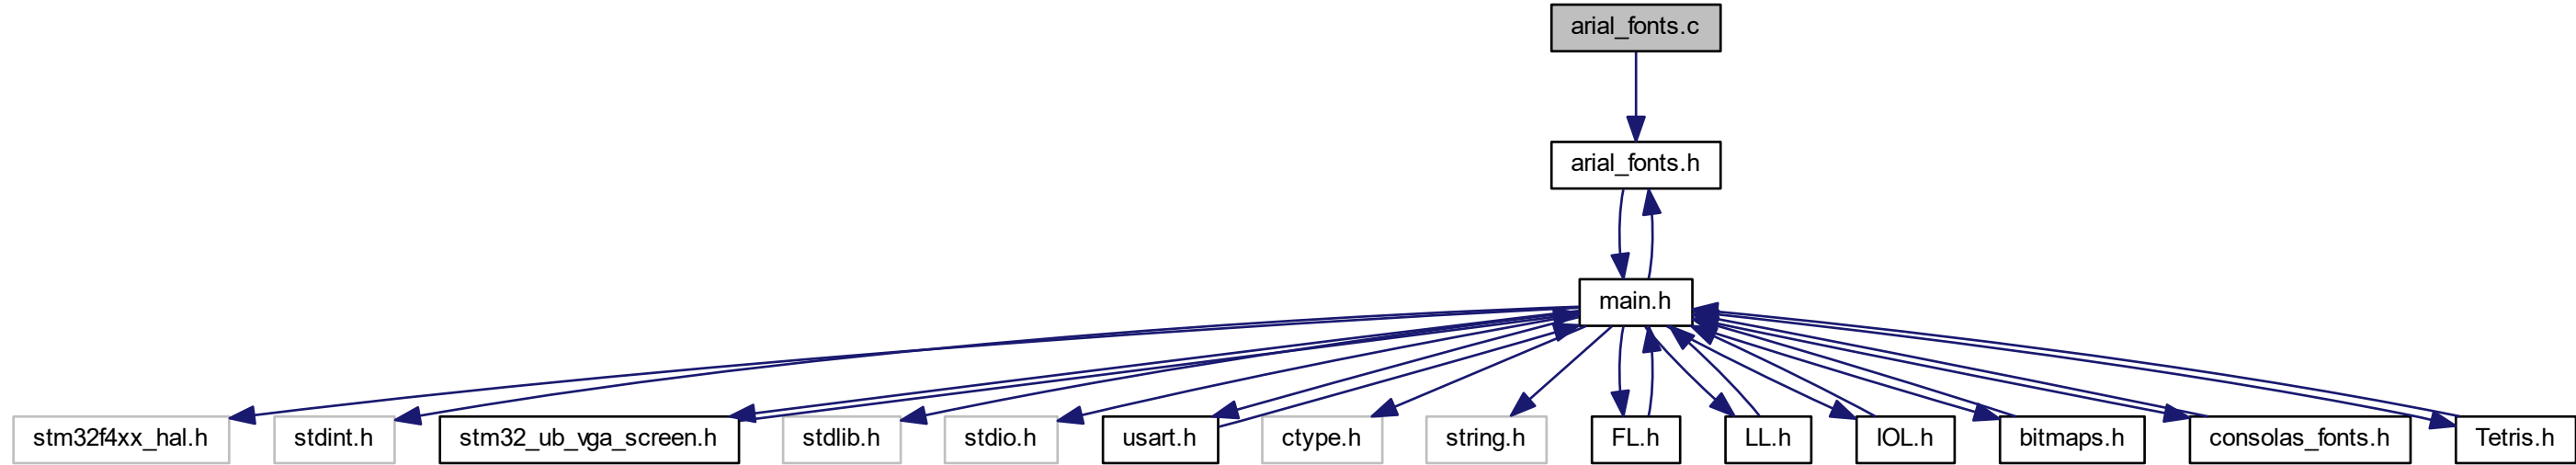 arial_fonts.c
arial_fonts.h
main.h
stm32f4xx_hal.h
stdint.h
stm32_ub_vga_screen.h
stdlib.h
stdio.h
usart.h
ctype.h
string.h
FL.h
LL.h
IOL.h
bitmaps.h
consolas_fonts.h
Tetris.h